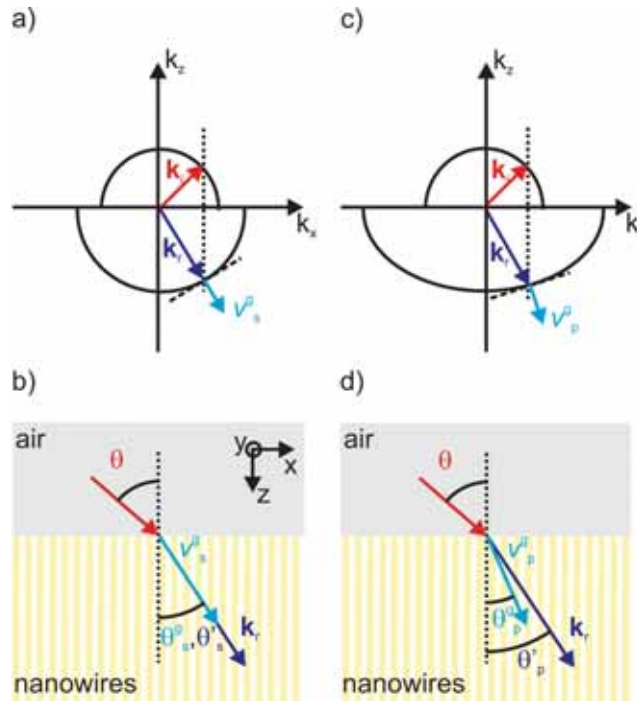 a)
k_z
k_i
k_x
k_r
v^g_s
c)
k_z
k_r
k
v^g_p
b)
air
θ
y
x
z
v^g_s
θ^g_s, θ'_s
k_r
nanowires
d)
air
θ
v^g_p
θ^g_p
k_r
θ'_p
nanowires